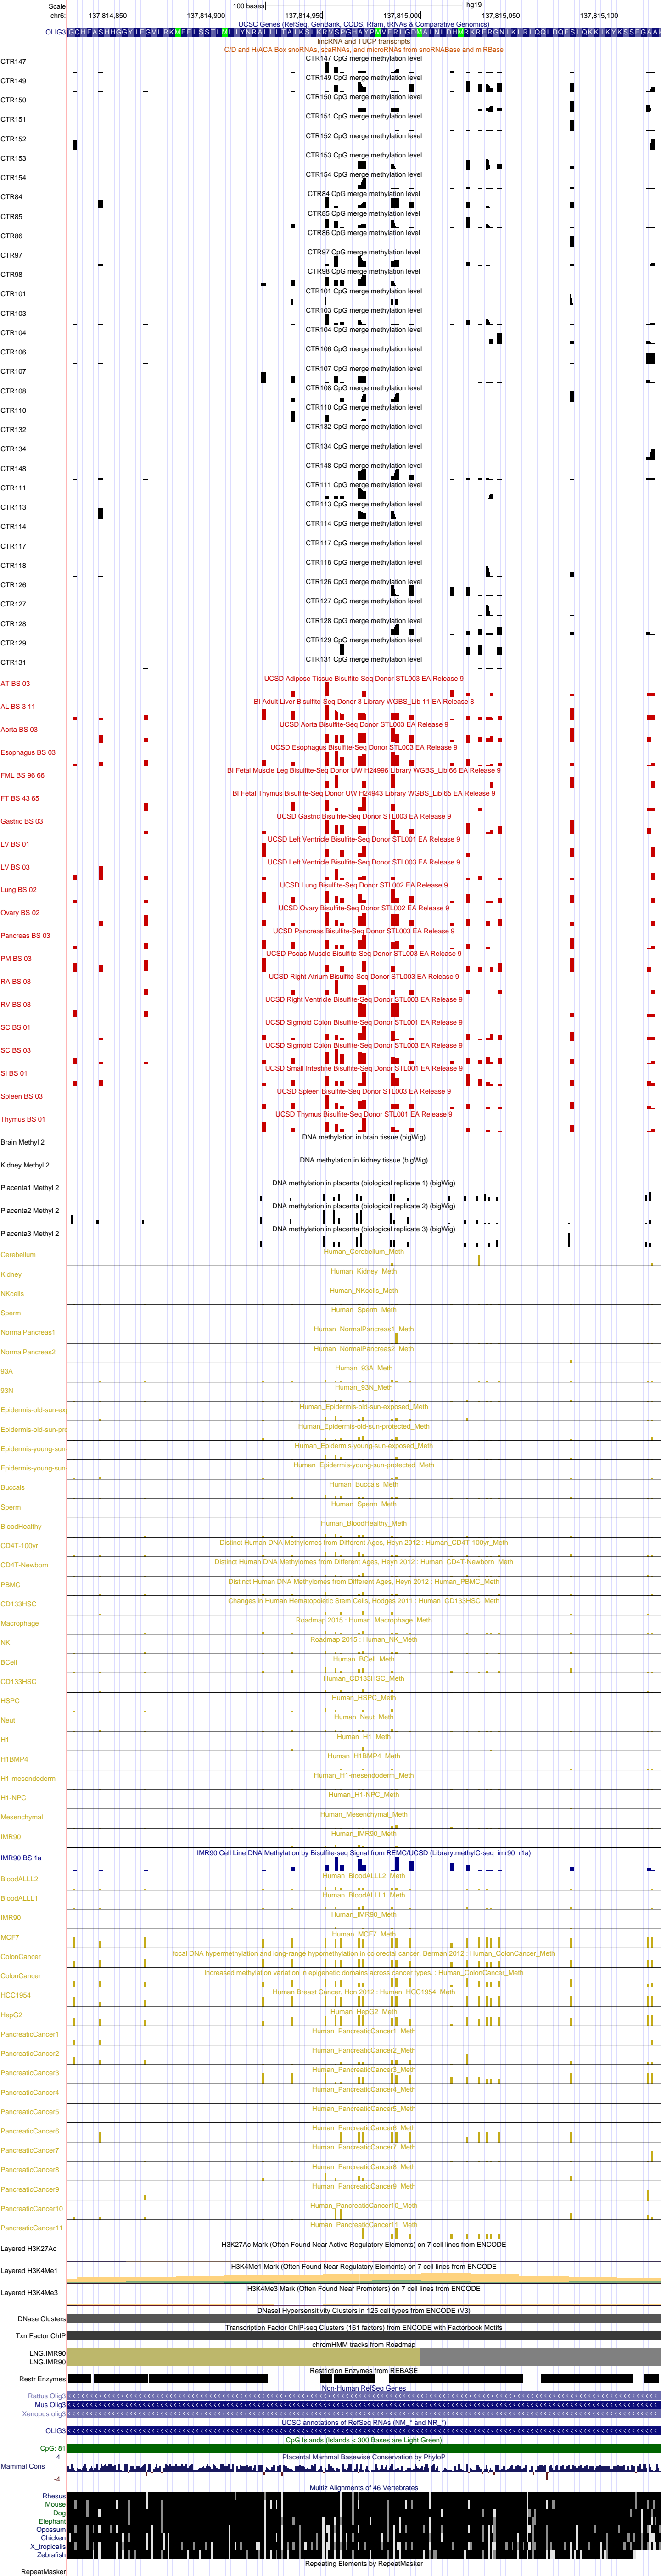 Scale 100 bases hg19
chr6: 137,814,850 137,814,900 137,814,950 137,815,000 137,815,050 137,815,100
UCSC Genes (RefSeq, GenBank, CCDS, Rfam, tRNAs & Comparative Genomics)
OLIG3
lincRNA and TUCP transcripts
C/D and H/ACA Box snoRNAs, scaRNAs, and microRNAs from snoRNABase and miRBase
CTR147 CpG merge methylation level
CTR147
CTR149 CpG merge methylation level
CTR149
CTR150 CpG merge methylation level
CTR150
CTR151 CpG merge methylation level
CTR151
CTR152 CpG merge methylation level
CTR152
CTR153 CpG merge methylation level
CTR153
CTR154 CpG merge methylation level
CTR154
CTR84 CpG merge methylation level
CTR84
CTR85 CpG merge methylation level
CTR85
CTR86 CpG merge methylation level
CTR86
CTR97 CpG merge methylation level
CTR97
CTR98 CpG merge methylation level
CTR98
CTR101 CpG merge methylation level
CTR101
CTR103 CpG merge methylation level
CTR103
CTR104 CpG merge methylation level
CTR104
CTR106 CpG merge methylation level
CTR106
CTR107 CpG merge methylation level
CTR107
CTR108 CpG merge methylation level
CTR108
CTR110 CpG merge methylation level
CTR110
CTR132 CpG merge methylation level
CTR132
CTR134 CpG merge methylation level
CTR134
CTR148 CpG merge methylation level
CTR148
CTR111 CpG merge methylation level
CTR111
CTR113 CpG merge methylation level
CTR113
CTR114 CpG merge methylation level
CTR114
CTR117 CpG merge methylation level
CTR117
CTR118 CpG merge methylation level
CTR118
CTR126 CpG merge methylation level
CTR126
CTR127 CpG merge methylation level
CTR127
CTR128 CpG merge methylation level
CTR128
CTR129 CpG merge methylation level
CTR129
CTR131 CpG merge methylation level
CTR131
UCSD Adipose Tissue Bisulfite-Seq Donor STL003 EA Release 9
AT BS 03
BI Adult Liver Bisulfite-Seq Donor 3 Library WGBS_Lib 11 EA Release 8
AL BS 3 11
UCSD Aorta Bisulfite-Seq Donor STL003 EA Release 9
Aorta BS 03
UCSD Esophagus Bisulfite-Seq Donor STL003 EA Release 9
Esophagus BS 03
BI Fetal Muscle Leg Bisulfite-Seq Donor UW H24996 Library WGBS_Lib 66 EA Release 9
FML BS 96 66
BI Fetal Thymus Bisulfite-Seq Donor UW H24943 Library WGBS_Lib 65 EA Release 9
FT BS 43 65
UCSD Gastric Bisulfite-Seq Donor STL003 EA Release 9
Gastric BS 03
UCSD Left Ventricle Bisulfite-Seq Donor STL001 EA Release 9
LV BS 01
UCSD Left Ventricle Bisulfite-Seq Donor STL003 EA Release 9
LV BS 03
UCSD Lung Bisulfite-Seq Donor STL002 EA Release 9
Lung BS 02
UCSD Ovary Bisulfite-Seq Donor STL002 EA Release 9
Ovary BS 02
UCSD Pancreas Bisulfite-Seq Donor STL003 EA Release 9
Pancreas BS 03
UCSD Psoas Muscle Bisulfite-Seq Donor STL003 EA Release 9
PM BS 03
UCSD Right Atrium Bisulfite-Seq Donor STL003 EA Release 9
RA BS 03
UCSD Right Ventricle Bisulfite-Seq Donor STL003 EA Release 9
RV BS 03
UCSD Sigmoid Colon Bisulfite-Seq Donor STL001 EA Release 9
SC BS 01
UCSD Sigmoid Colon Bisulfite-Seq Donor STL003 EA Release 9
SC BS 03
UCSD Small Intestine Bisulfite-Seq Donor STL001 EA Release 9
SI BS 01
UCSD Spleen Bisulfite-Seq Donor STL003 EA Release 9
Spleen BS 03
UCSD Thymus Bisulfite-Seq Donor STL001 EA Release 9
Thymus BS 01
DNA methylation in brain tissue (bigWig)
Brain Methyl 2
DNA methylation in kidney tissue (bigWig)
Kidney Methyl 2
DNA methylation in placenta (biological replicate 1) (bigWig)
Placenta1 Methyl 2
DNA methylation in placenta (biological replicate 2) (bigWig)
Placenta2 Methyl 2
DNA methylation in placenta (biological replicate 3) (bigWig)
Placenta3 Methyl 2
Human_Cerebellum_Meth
Cerebellum
Human_Kidney_Meth
Kidney
Human_NKcells_Meth
NKcells
Human_Sperm_Meth
Sperm
Human_NormalPancreas1_Meth
NormalPancreas1
Human_NormalPancreas2_Meth
NormalPancreas2
Human_93A_Meth
93A
Human_93N_Meth
93N
Human_Epidermis-old-sun-exposed_Meth
Epidermis-old-sun-ex
Human_Epidermis-old-sun-protected_Meth
Epidermis-old-sun-pr
Human_Epidermis-young-sun-exposed_Meth
Epidermis-young-sun
Human_Epidermis-young-sun-protected_Meth
Epidermis-young-sun
Human_Buccals_Meth
Buccals
Human_Sperm_Meth
Sperm
Human_BloodHealthy_Meth
BloodHealthy
Distinct Human DNA Methylomes from Different Ages, Heyn 2012 : Human_CD4T-100yr_Meth
CD4T-100yr
Distinct Human DNA Methylomes from Different Ages, Heyn 2012 : Human_CD4T-Newborn_Meth
CD4T-Newborn
Distinct Human DNA Methylomes from Different Ages, Heyn 2012 : Human_PBMC_Meth
PBMC
Changes in Human Hematopoietic Stem Cells, Hodges 2011 : Human_CD133HSC_Meth
CD133HSC
Roadmap 2015 : Human_Macrophage_Meth
Macrophage
Roadmap 2015 : Human_NK_Meth
NK
Human_BCell_Meth
BCell
Human_CD133HSC_Meth
CD133HSC
Human_HSPC_Meth
HSPC
Human_Neut_Meth
Neut
Human_H1_Meth
H1
Human_H1BMP4_Meth
H1BMP4
Human_H1-mesendoderm_Meth
H1-mesendoderm
Human_H1-NPC_Meth
H1-NPC
Human_Mesenchymal_Meth
Mesenchymal
Human_IMR90_Meth
IMR90
IMR90 Cell Line DNA Methylation by Bisulfite-seq Signal from REMC/UCSD (Library:methylC-seq_imr90_r1a)
IMR90 BS 1a
Human_BloodALLL2_Meth
BloodALLL2
Human_BloodALLL1_Meth
BloodALLL1
Human_IMR90_Meth
IMR90
Human_MCF7_Meth
MCF7
focal DNA hypermethylation and long-range hypomethylation in colorectal cancer, Berman 2012 : Human_ColonCancer_Meth
ColonCancer
Increased methylation variation in epigenetic domains across cancer types. : Human_ColonCancer_Meth
ColonCancer
Human Breast Cancer, Hon 2012 : Human_HCC1954_Meth
HCC1954
Human_HepG2_Meth
HepG2
Human_PancreaticCancer1_Meth
PancreaticCancer1
Human_PancreaticCancer2_Meth
PancreaticCancer2
Human_PancreaticCancer3_Meth
PancreaticCancer3
Human_PancreaticCancer4_Meth
PancreaticCancer4
Human_PancreaticCancer5_Meth
PancreaticCancer5
Human_PancreaticCancer6_Meth
PancreaticCancer6
Human_PancreaticCancer7_Meth
PancreaticCancer7
Human_PancreaticCancer8_Meth
PancreaticCancer8
Human_PancreaticCancer9_Meth
PancreaticCancer9
Human_PancreaticCancer10_Meth
PancreaticCancer10
Human_PancreaticCancer11_Meth
PancreaticCancer11
H3K27Ac Mark (Often Found Near Active Regulatory Elements) on 7 cell lines from ENCODE
Layered H3K27Ac
H3K4Me1 Mark (Often Found Near Regulatory Elements) on 7 cell lines from ENCODE
Layered H3K4Me1
H3K4Me3 Mark (Often Found Near Promoters) on 7 cell lines from ENCODE
Layered H3K4Me3
DNaseI Hypersensitivity Clusters in 125 cell types from ENCODE (V3)
DNase Clusters
Transcription Factor ChIP-seq Clusters (161 factors) from ENCODE with Factorbook Motifs
Txn Factor ChIP
chromHMM tracks from Roadmap
LNG.IMR90
LNG.IMR90
Restriction Enzymes from REBASE
Restr Enzymes
Non-Human RefSeq Genes
Rattus Olig3
Mus Olig3
Xenopus olig3
UCSC annotations of RefSeq RNAs (NM_* and NR_*)
OLIG3
CpG Islands (Islands < 300 Bases are Light Green)
CpG: 81
Placental Mammal Basewise Conservation by PhyloP
4 _
Mammal Cons
-4 _
Multiz Alignments of 46 Vertebrates
Rhesus
Mouse
Dog
Elephant
Opossum
Chicken
X_tropicalis
Zebrafish
Repeating Elements by RepeatMasker
RepeatMasker